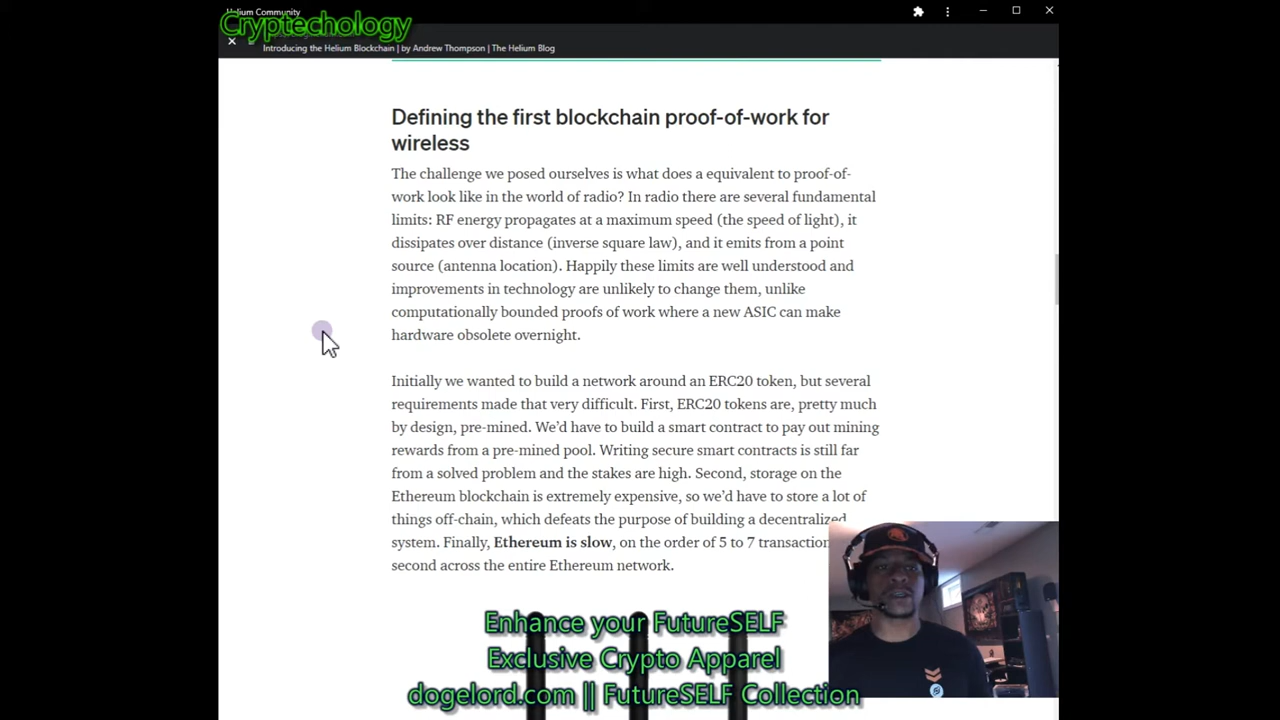 Helium Community
Cryptechology
Introducing the Helium Blockchain | by Andrew Thompson | The Helium Blog
Defining the first blockchain proof-of-work for
wireless
The challenge we posed ourselves is what does a equivalent to proof-of-
work look like in the world of radio? In radio there are several fundamental
limits: RF energy propagates at a maximum speed (the speed of light), it
dissipates over distance (inverse square law), and it emits from a point
source (antenna location). Happily these limits are well understood and
improvements in technology are unlikely to change them, unlike
computationally bounded proofs of work where a new ASIC can make
hardware obsolete overnight.
Initially we wanted to build a network around an ERC20 token, but several
requirements made that very difficult. First, ERC20 tokens are, pretty much
by design, pre-mined. We’d have to build a smart contract to pay out mining
rewards from a pre-mined pool. Writing secure smart contracts is still far
from a solved problem and the stakes are high. Second, storage on the
Ethereum blockchain is extremely expensive, so we’d have to store a lot of
things off-chain, which defeats the purpose of building a decentralized
system. Finally, Ethereum is slow, on the order of 5 to 7 transaction
second across the entire Ethereum network.
Enhance your FutureSELF
Exclusive Crypto Apparel
dogelord.com || FutureSELF Collection